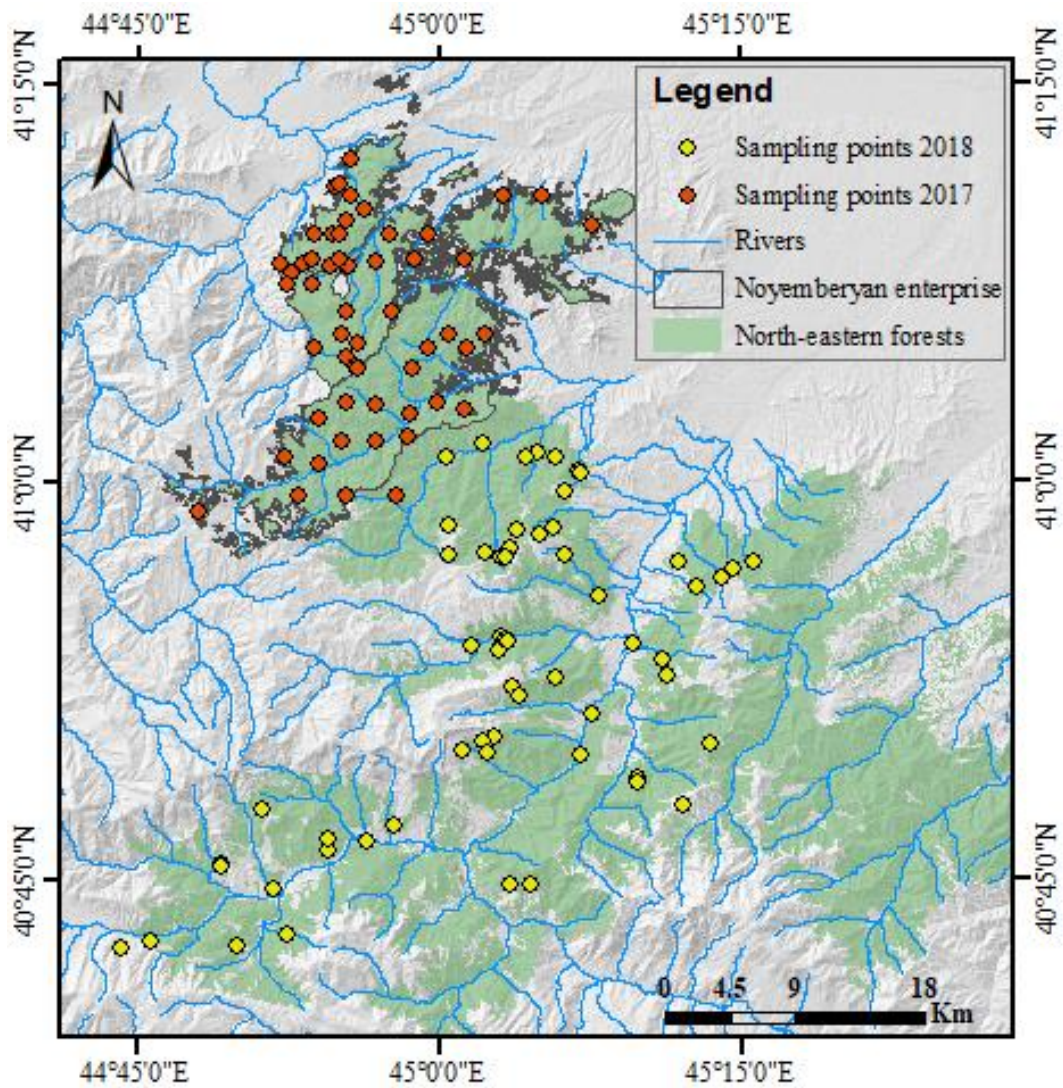 44°45'0"E 45°0'0"E 45°15'0"E
41°15'0"N
41°15'0"N
N
Legend
Sampling points 2018
Sampling points 2017
Rivers
Noyemberyan enterprise
North-eastern forests
41°0'0"N
41°0'0"N
40°45'0"N
40°45'0"N
0 4.5 9 18
Km
44°45'0"E 45°0'0"E 45°15'0"E